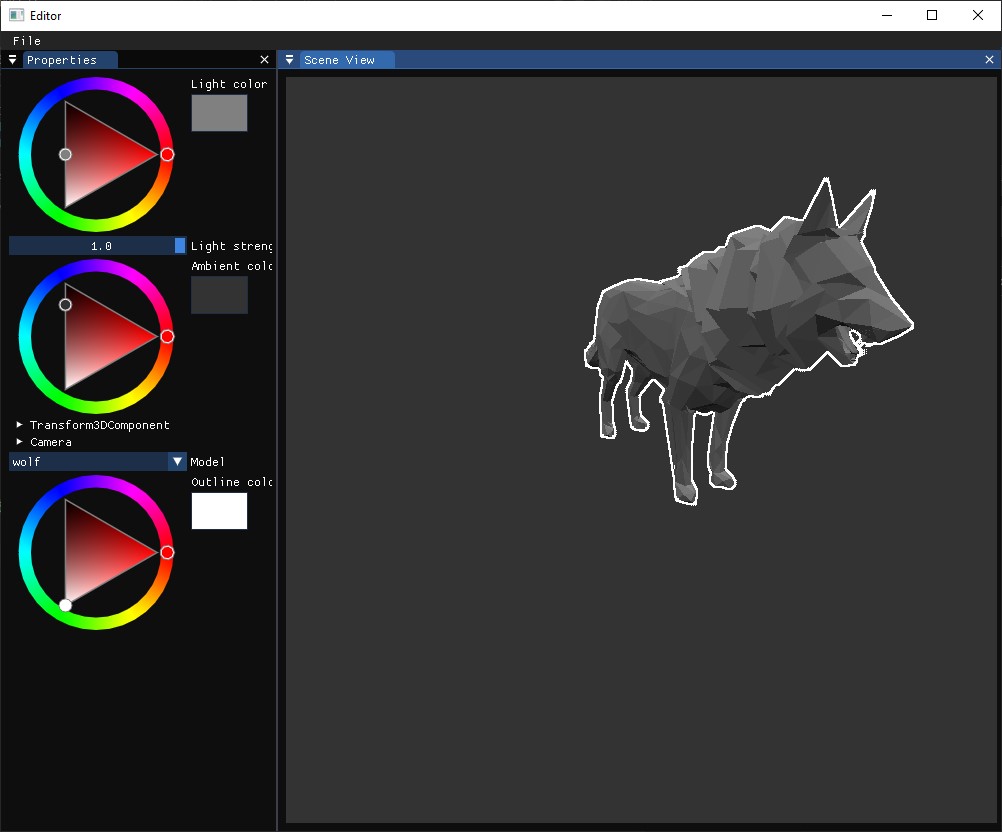 Editor
File
Properties
Scene View
Light color
1.0
Light streng
Ambient colo
Transform3DComponent
Camera
wolf
Model
Outline colo